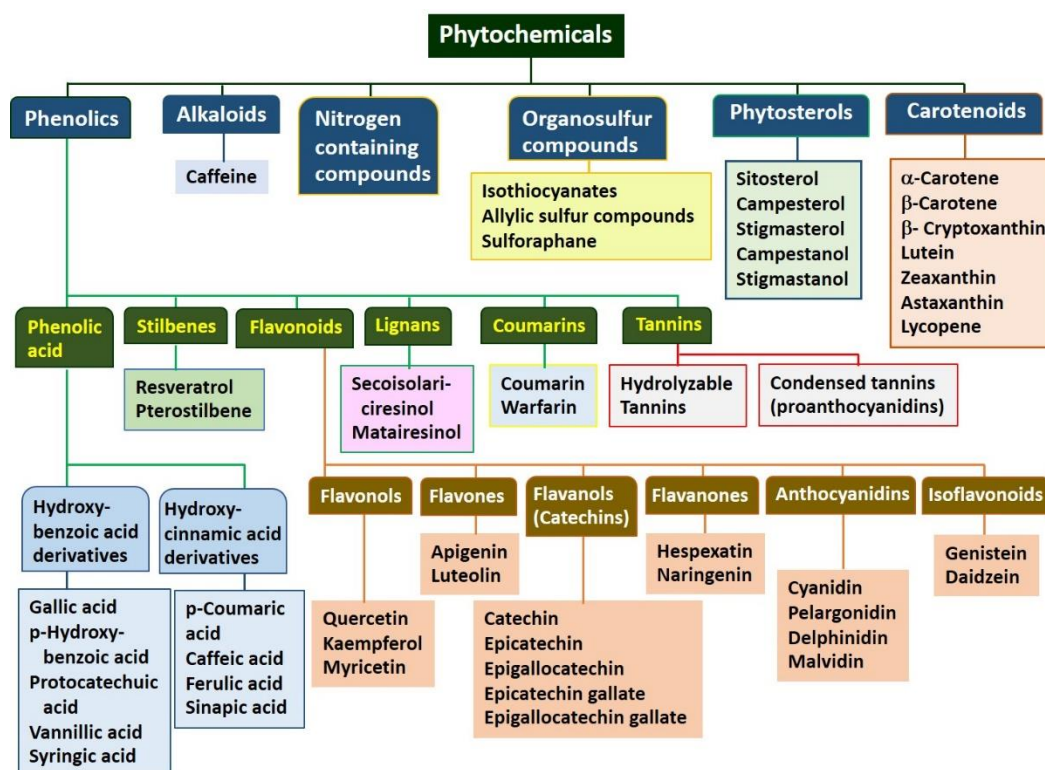 Phytochemicals
Phenolics
Alkaloids
Nitrogen
containing
compounds
Organosulfur
compounds
Phytosterols
Carotenoids
Caffeine
Isothiocyanates
Allylic sulfur compounds
Sulforaphane
Sitosterol
Campesterol
Stigmasterol
Campestanol
Stigmastanol
α-Carotene
β-Carotene
β- Cryptoxanthin
Lutein
Zeaxanthin
Astaxanthin
Lycopene
Phenolic
acid
Stilbenes
Flavonoids
Lignans
Coumarins
Tannins
Resveratrol
Pterostilbene
Secoisolari-
ciresinol
Matairesinol
Coumarin
Warfarin
Hydrolyzable
Tannins
Condensed tannins
(proanthocyanidins)
Hydroxy-
benzoic acid
derivatives
Hydroxy-
cinnamic acid
derivatives
Flavonols
Flavones
Flavanols
(Catechins)
Flavanones
Anthocyanidins
Isoflavonoids
Gallic acid
p-Hydroxy-
benzoic acid
Protocatechuic
acid
Vannillic acid
Syringic acid
p-Coumaric
acid
Caffeic acid
Ferulic acid
Sinapic acid
Quercetin
Kaempferol
Myricetin
Apigenin
Luteolin
Catechin
Epicatechin
Epigallocatechin
Epicatechin gallate
Epigallocatechin gallate
Hespexatin
Naringenin
Cyanidin
Pelargonidin
Delphinidin
Malvidin
Genistein
Daidzein